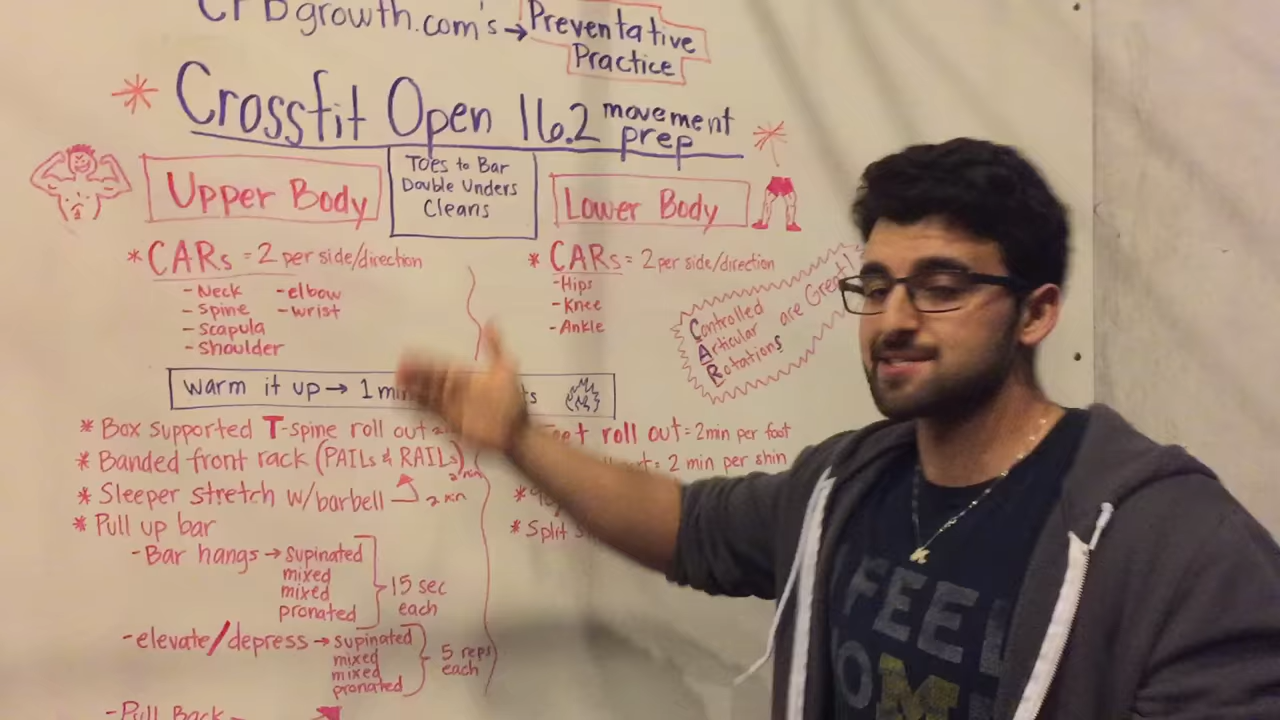 CFBgrowth.com's → Preventative
Practice
* Crossfit Open 16.2 movement
prep
Toes to Bar
Double Unders
Cleans
Upper Body
* CARs = 2 per side/direction
- Neck
- Spine
- Scapula
- Shoulder
- elbow
- wrist
Lower Body
* CARs = 2 per side/direction
- Hips
- Knee
- Ankle
Controlled
Articular are Great!
Rotations
Warm it up → 1 min
* Box supported T-spine roll out
* Banded front rack (PAILs & RAILs)
2 min
* Sleeper stretch w/barbell 2 min
* Pull up bar
- Bar hangs → supinated
mixed
mixed
pronated
15 sec
each
- elevate/depress → supinated
mixed
mixed
pronated
5 reps
each
- Pull Back
roll out = 2min per foot
= 2 min per shin
* Split
FEEL